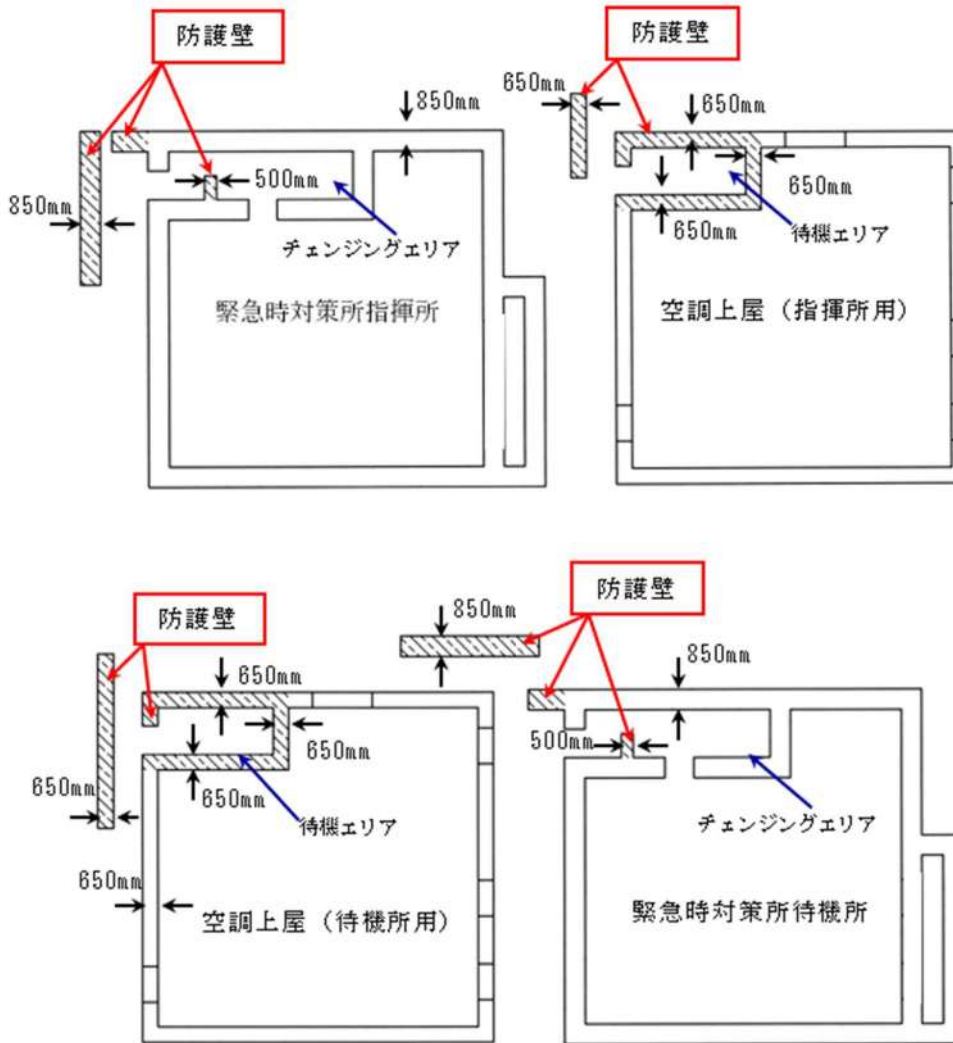 防護壁
850mm
500mm
850mm
チェンジングエリア
緊急時対策所指揮所
防護壁
650mm
650mm
650mm
650mm
待機エリア
空調上屋（指揮所用）
防護壁
650mm
650mm
650mm
650mm
待機エリア
650mm
空調上屋（待機所用）
防護壁
850mm
850mm
500mm
チェンジングエリア
緊急時対策所待機所